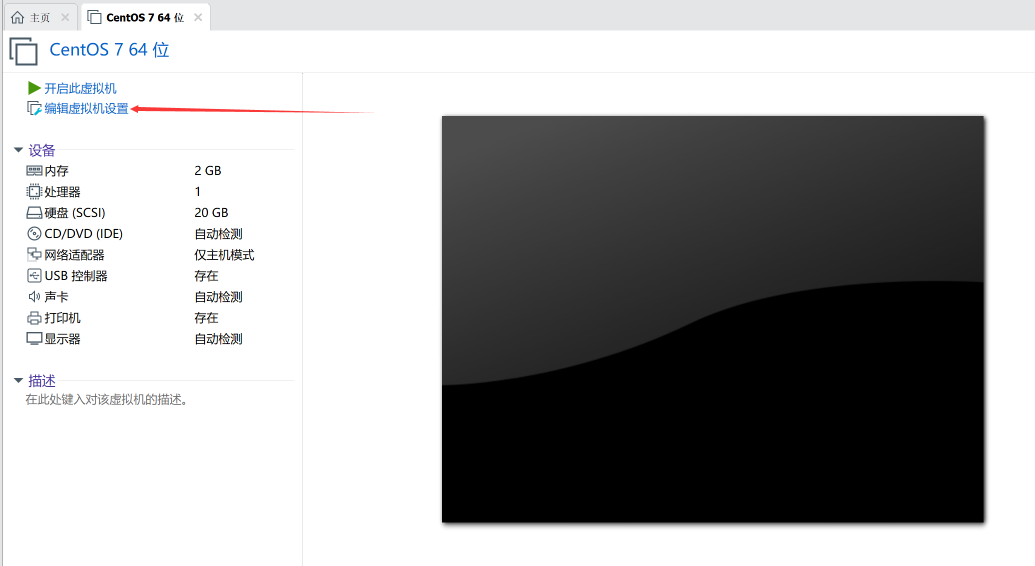 主页
CentOS 7 64 位
CentOS 7 64 位
开启此虚拟机
编辑虚拟机设置
设备
内存 2 GB
处理器 1
硬盘 (SCSI) 20 GB
CD/DVD (IDE) 自动检测
网络适配器 仅主机模式
USB 控制器 存在
声卡 自动检测
打印机 存在
显示器 自动检测
描述
在此处键入对该虚拟机的描述。